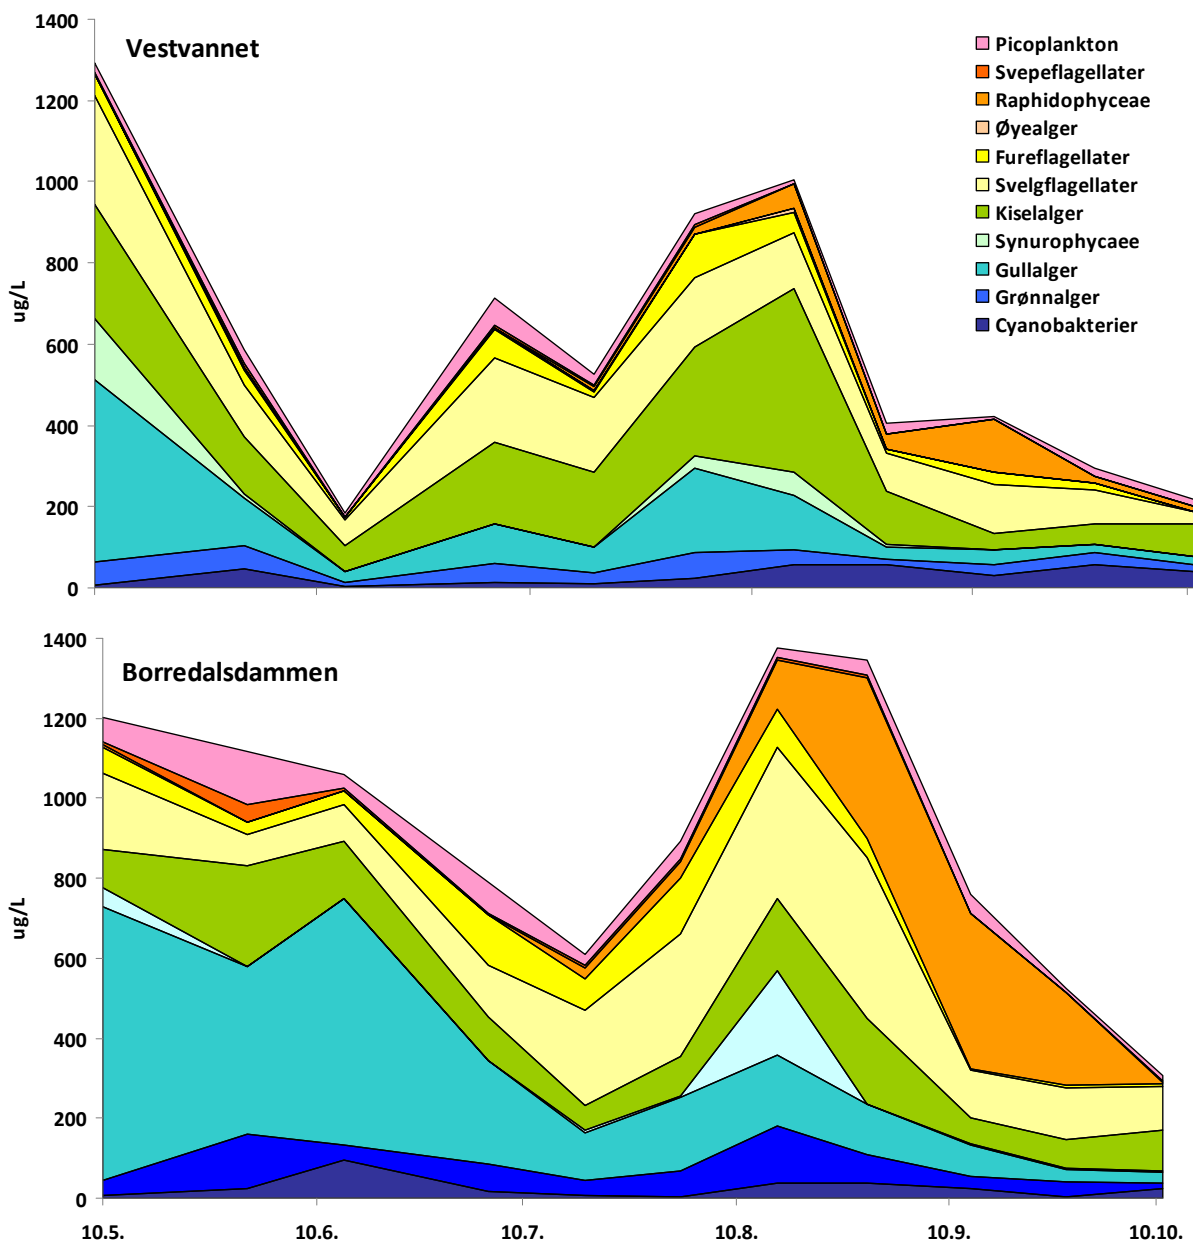 Vestvannet
ug/L
1400
1200
1000
800
600
400
200
0
Picoplankton
Svepeflagellater
Raphidophyceae
Øyealger
Fureflagellater
Svelgflagellater
Kiselalger
Synurophycaee
Gullalger
Grønnalger
Cyanobakterier
Borredalsdammen
ug/L
1400
1200
1000
800
600
400
200
0
10.5. 10.6. 10.7. 10.8. 10.9. 10.10.